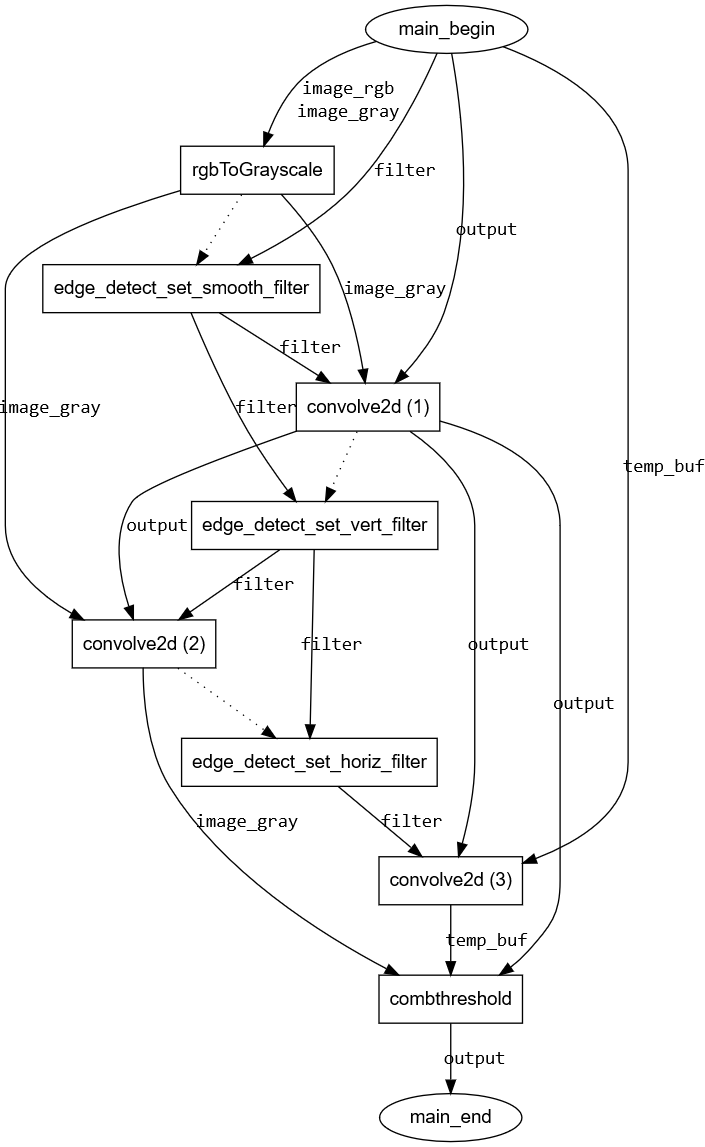 main_begin
image_rgb
image_gray
rgbToGrayscale
filter
output
edge_detect_set_smooth_filter
image_gray
filter
image_gray
filter
convolve2d (1)
temp_buf
output
edge_detect_set_vert_filter
filter
convolve2d (2)
filter
output
output
edge_detect_set_horiz_filter
image_gray
filter
convolve2d (3)
temp_buf
combthreshold
output
main_end